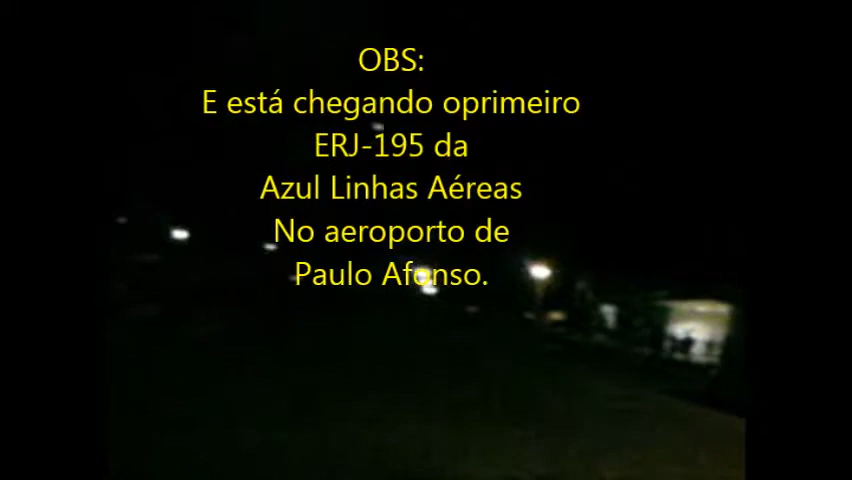 OBS:
E está chegando oprimeiro
ERJ-195 da
Azul Linhas Aéreas
No aeroporto de
Paulo Afonso.